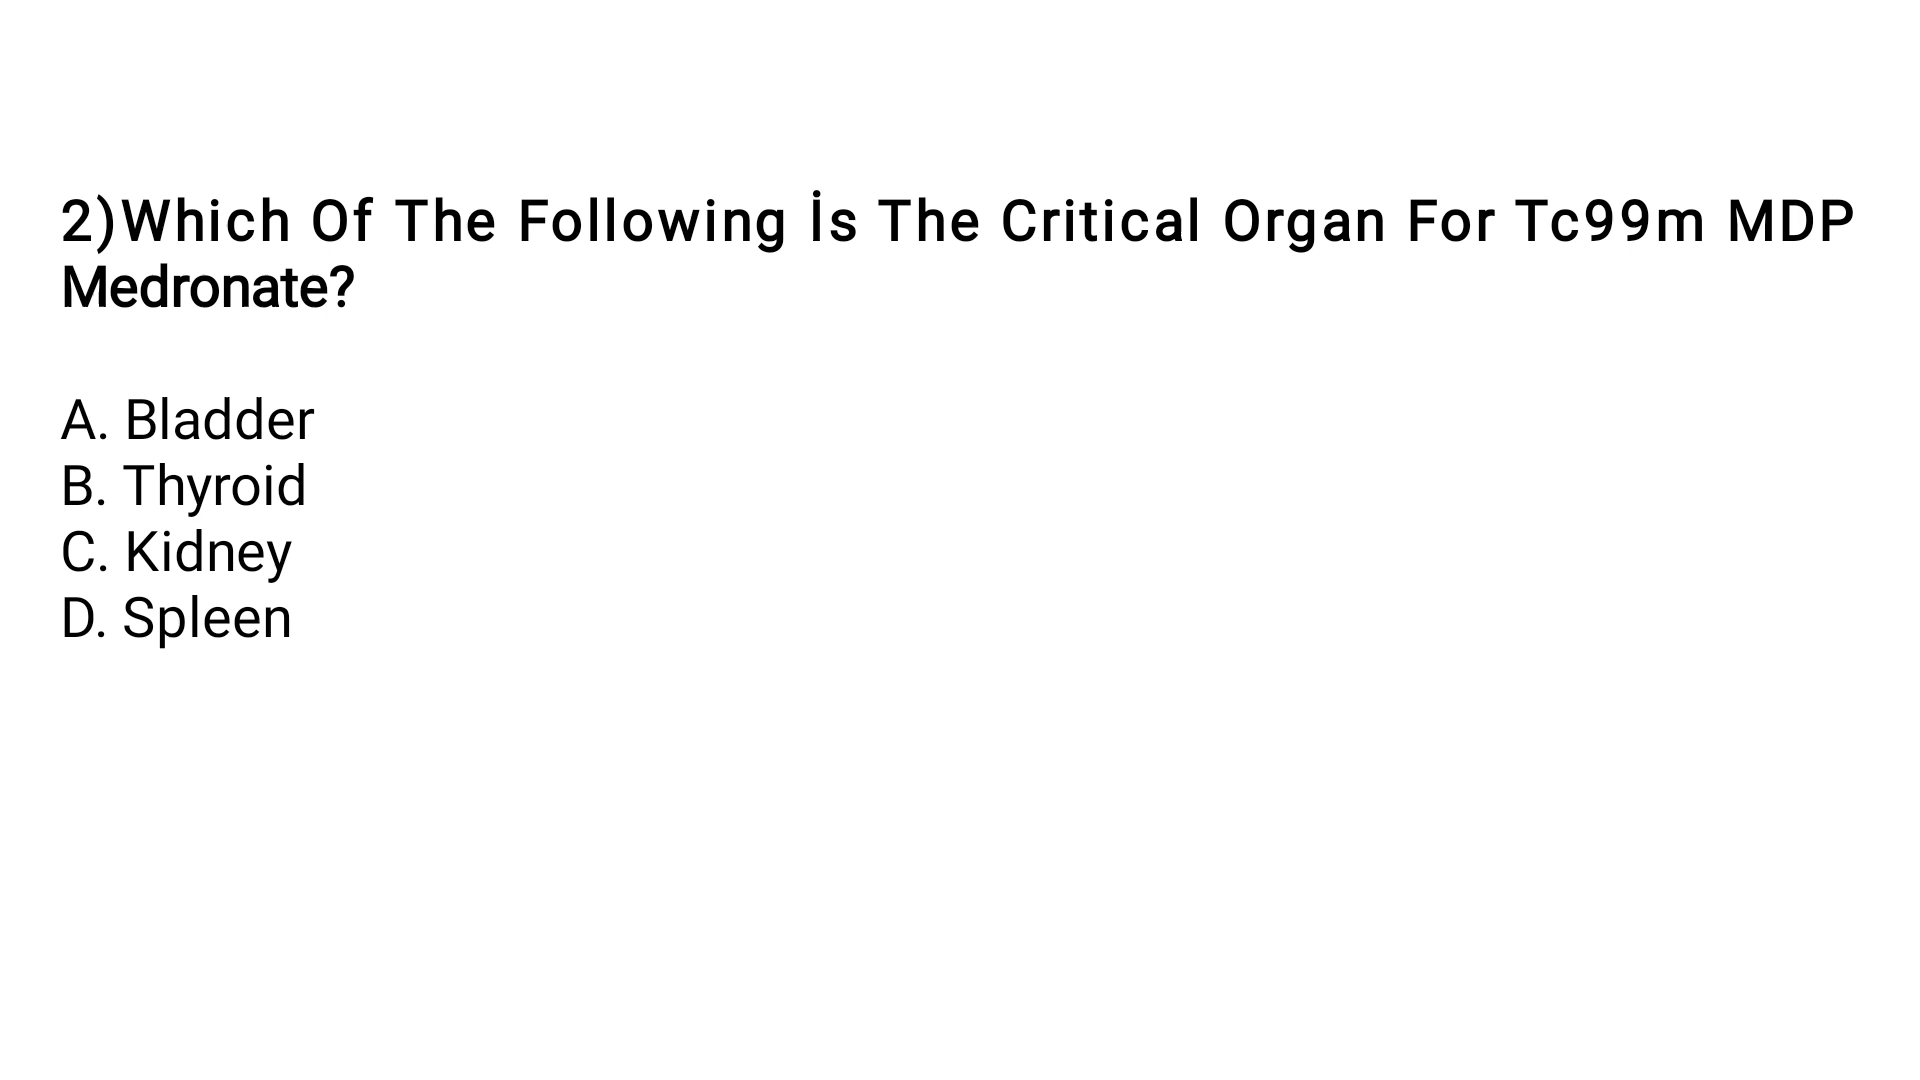 2)Which Of The Following İs The Critical Organ For Tc99m MDP
Medronate?
A. Bladder
B. Thyroid
C. Kidney
D. Spleen